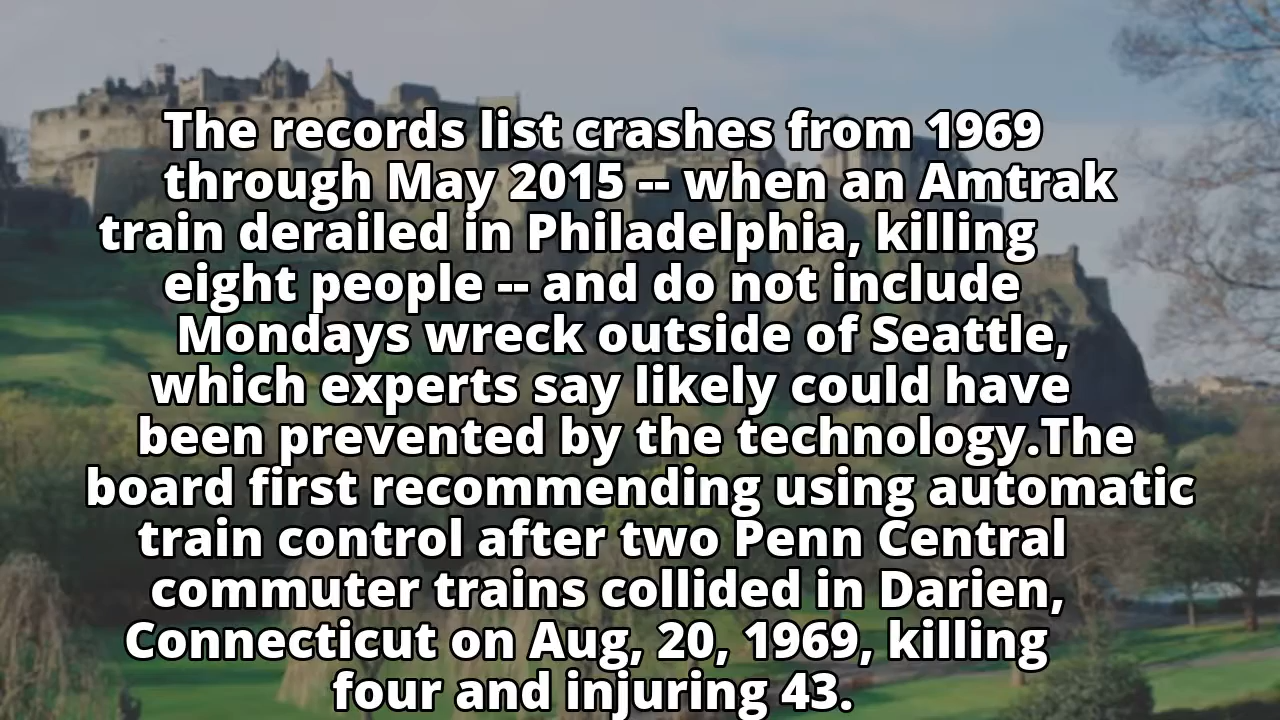 The records list crashes from 1969
through May 2015 -- when an Amtrak
train derailed in Philadelphia, killing
eight people -- and do not include
Mondays wreck outside of Seattle,
which experts say likely could have
been prevented by the technology.The
board first recommending using automatic
train control after two Penn Central
commuter trains collided in Darien,
Connecticut on Aug, 20, 1969, killing
four and injuring 43.